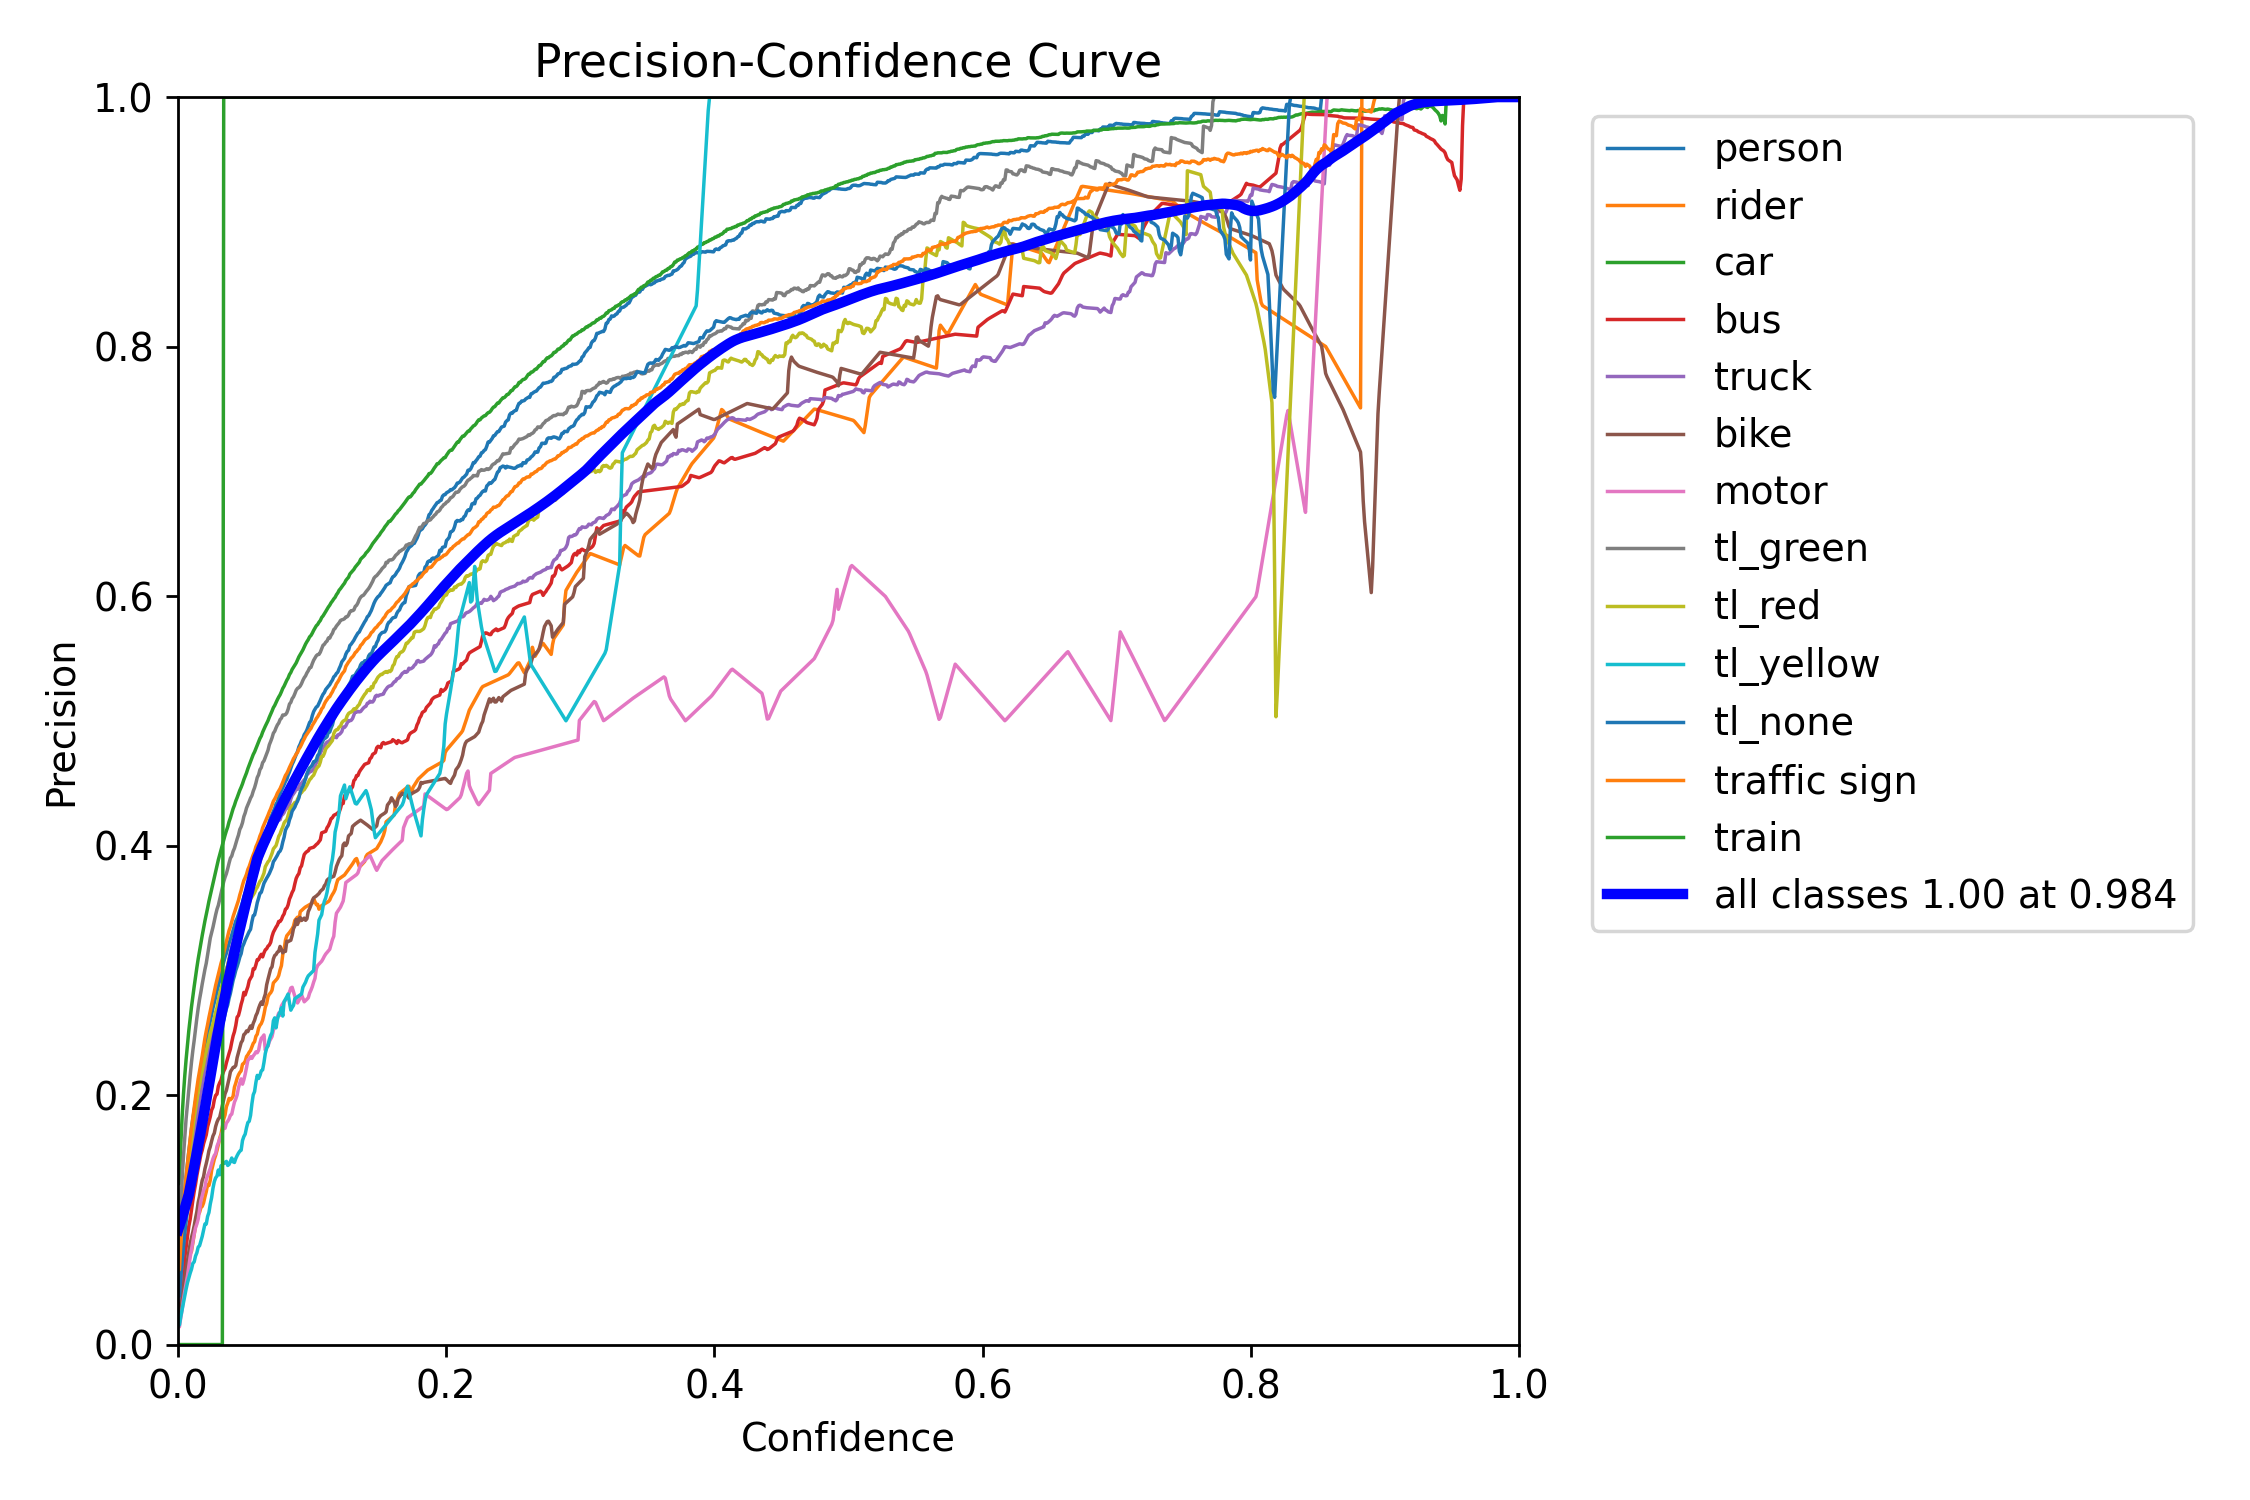 Precision-Confidence Curve
1.0
0.8
0.6
0.4
0.2
0.0
Precision
0.0 0.2 0.4 0.6 0.8 1.0
Confidence
person
rider
car
bus
truck
bike
motor
tl_green
tl_red
tl_yellow
tl_none
traffic sign
train
all classes 1.00 at 0.984